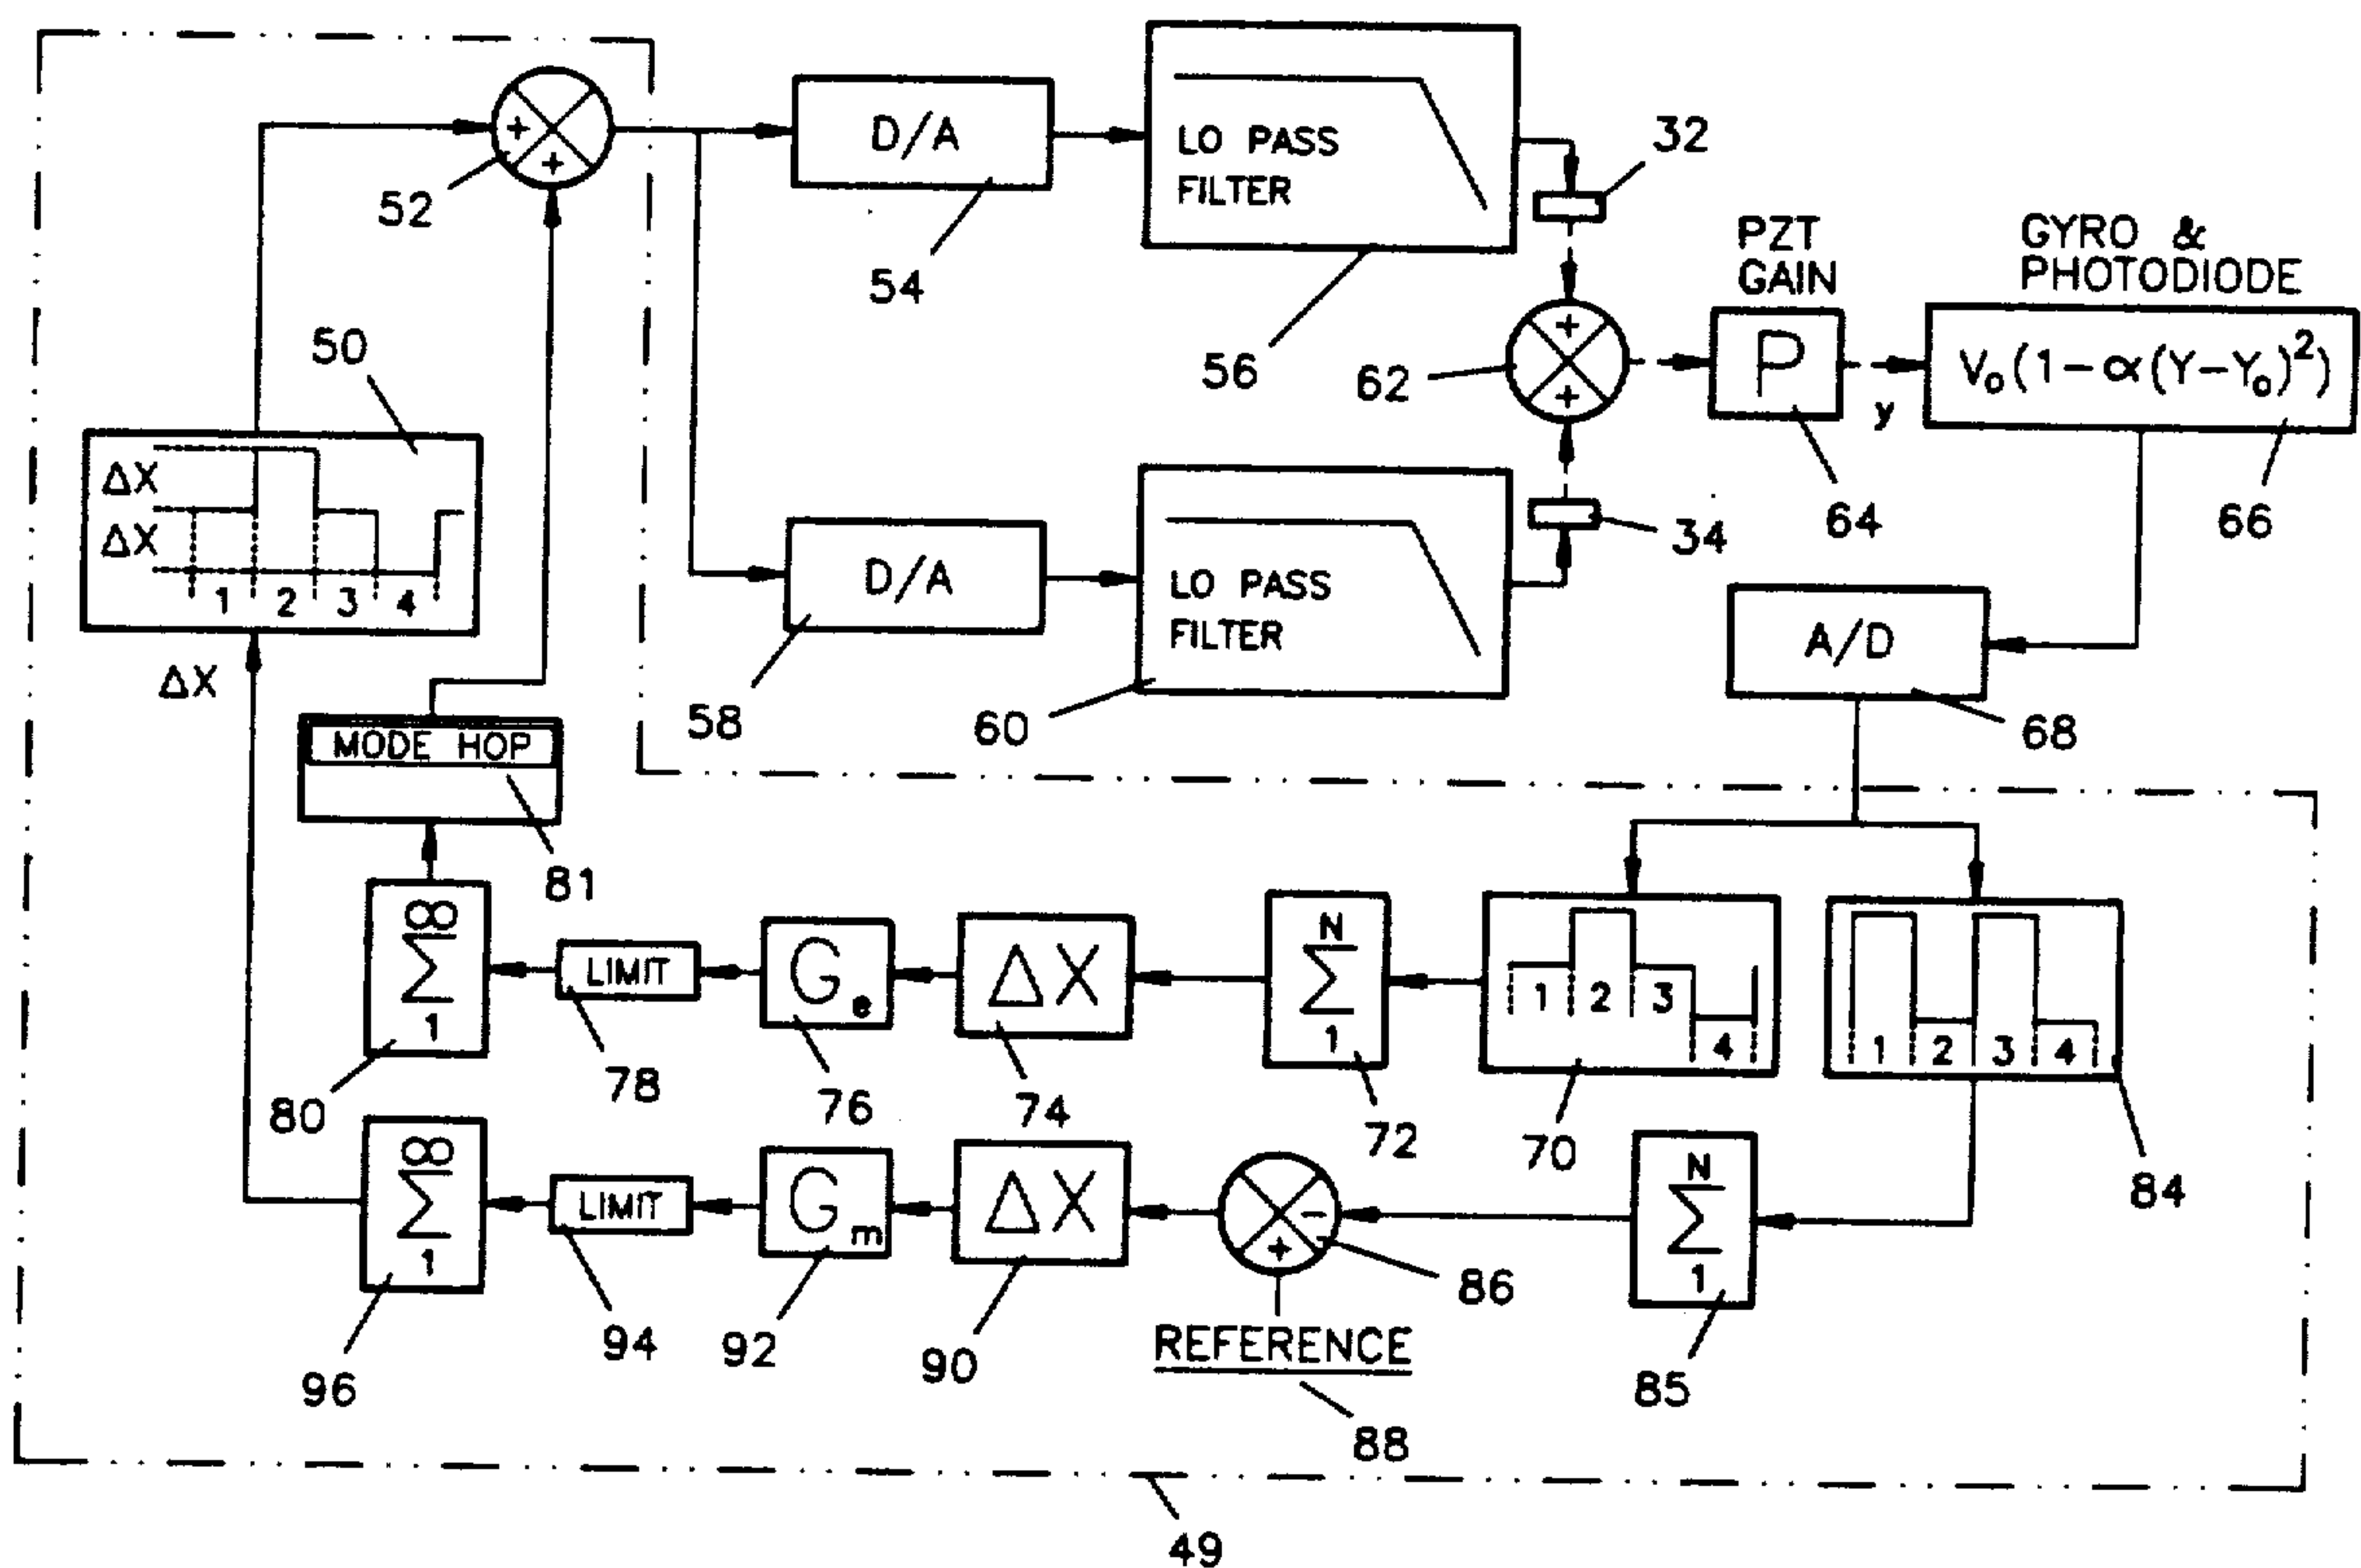 52
D/A
54
LO PASS
FILTER
56
32
PZT
GAIN
P
64
y
GYRO &
PHOTODIODE
V₀(1-α(Y-Y₀)²)
66
62
50
ΔX
ΔX
1 2 3 4
ΔX
D/A
58
LO PASS
FILTER
60
34
A/D
68
MODE HOP
81
∞
Σ
1
80
LIMIT
78
Gₑ
76
ΔX
74
N
Σ
1
72
1 2 3 4
70
1 2 3 4
84
∞
Σ
1
96
LIMIT
94
Gₘ
92
ΔX
90
86
REFERENCE
88
N
Σ
1
85
49